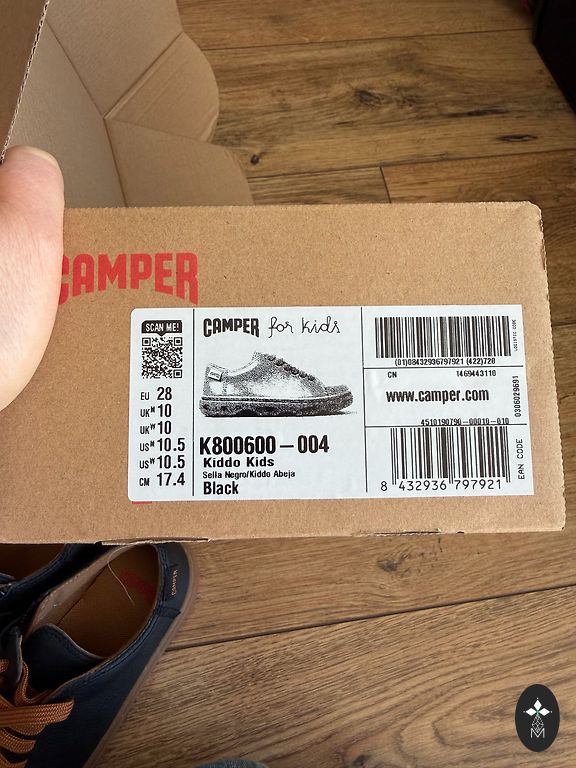 CAMPER
SCAN ME!
CAMPER for kids
EU 28
UK M 10
UK W 10
US M 10.5
US W 10.5
CM 17.4
K800600-004
Kiddo Kids
Sella Negro/Kiddo Abeja
Black
(01)08432936797921(422)720
CN 1469443110
www.camper.com
4510190790-00010-010
8 432936 797921
EAN CODE
0306029691
CAMPER
M